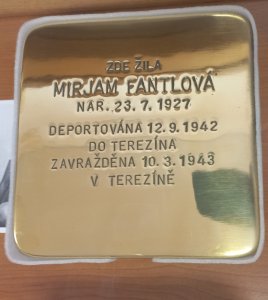 ZDE ŽILA
MIRJAM FANTLOVÁ
NAR. 23. 7. 1927
DEPORTOVÁNA 12. 9. 1942
DO TEREZÍNA
ZAVRAŽDĚNA 10. 3. 1943
V TEREZÍNĚ